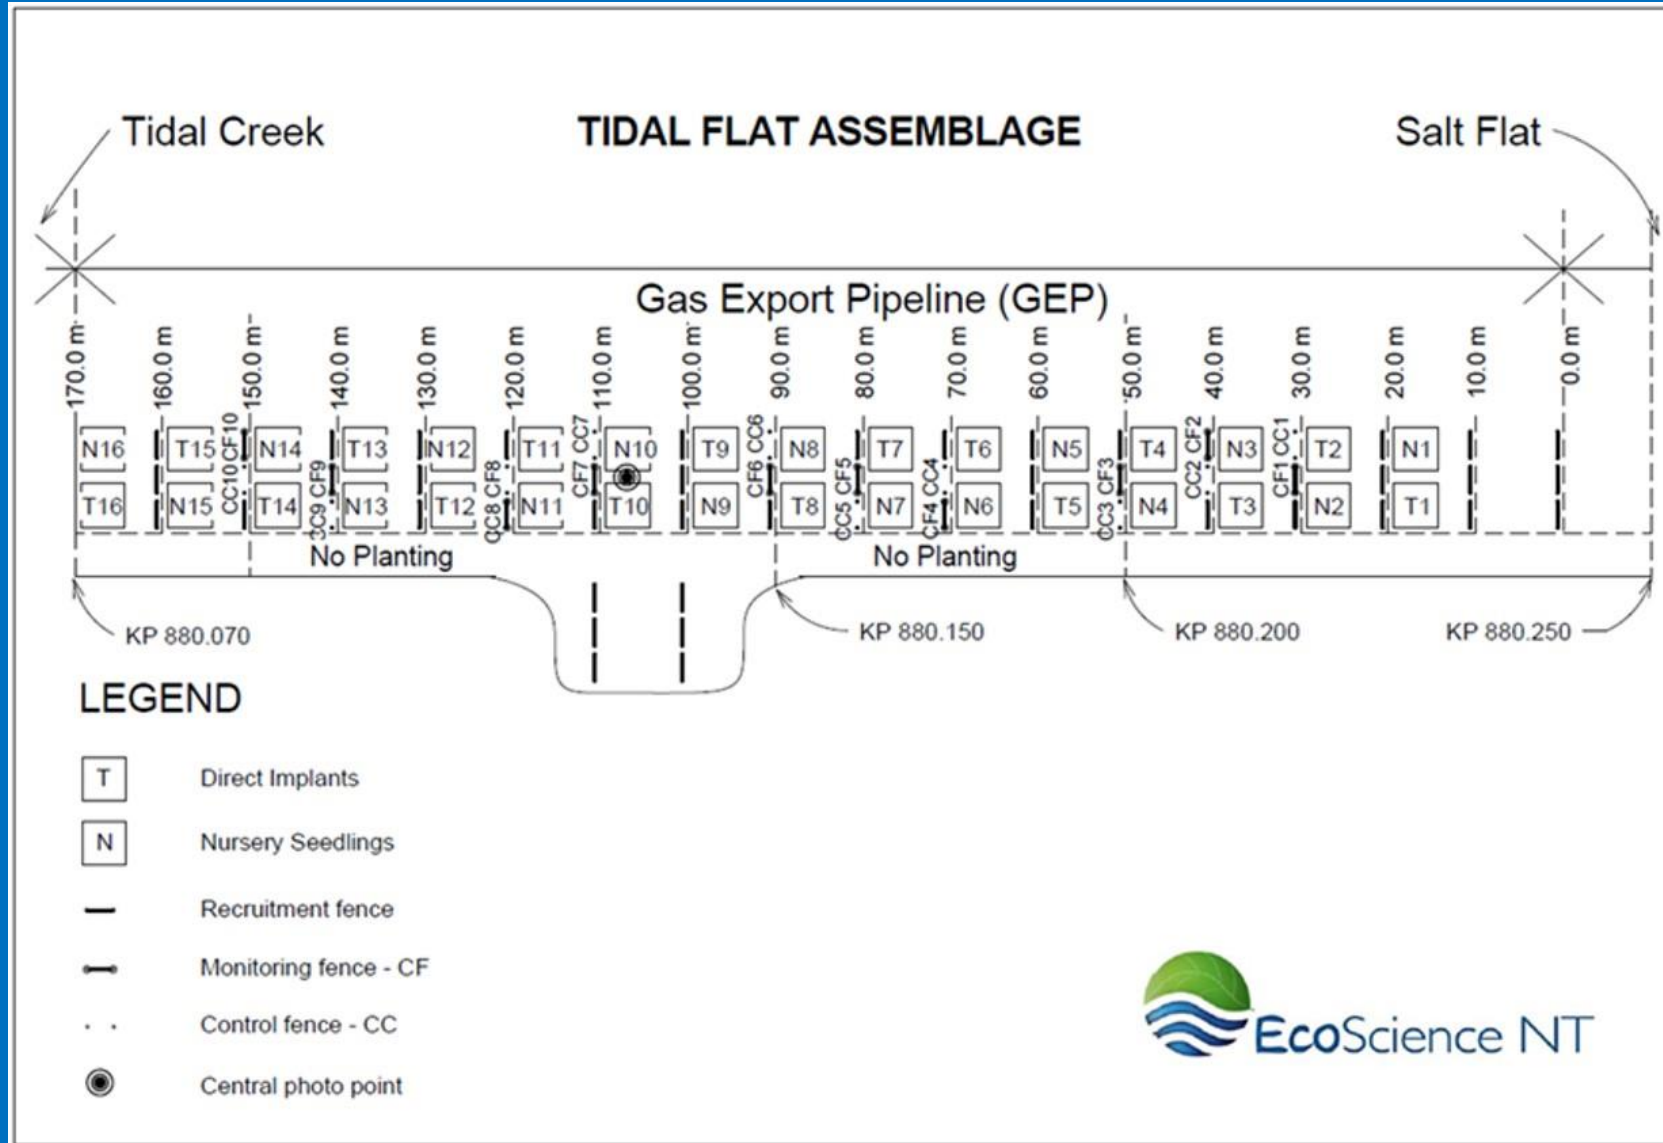 Tidal Creek
TIDAL FLAT ASSEMBLAGE
Salt Flat
Gas Export Pipeline (GEP)
170.0 m
160.0 m
150.0 m
140.0 m
130.0 m
120.0 m
110.0 m
100.0 m
90.0 m
80.0 m
70.0 m
60.0 m
50.0 m
40.0 m
30.0 m
20.0 m
10.0 m
0.0 m
CC10 CF10
CF9
CC8 CF8
CF7 CC7
CF6 CC6
CC5 CF5
CF4 CC4
CC3 CF3
CC2 CF2
CF1 CC1
N16 T15 N14 T13 N12 T11 N10 T9 N8 T7 T6 N5 T4 N3 T2 N1
T16 N15 T14 N13 T12 N11 T10 N9 T8 N7 N6 T5 N4 T3 N2 T1
No Planting
No Planting
KP 880.070
KP 880.150
KP 880.200
KP 880.250
LEGEND
T Direct Implants
N Nursery Seedlings
Recruitment fence
Monitoring fence - CF
Control fence - CC
Central photo point
EcoScience NT